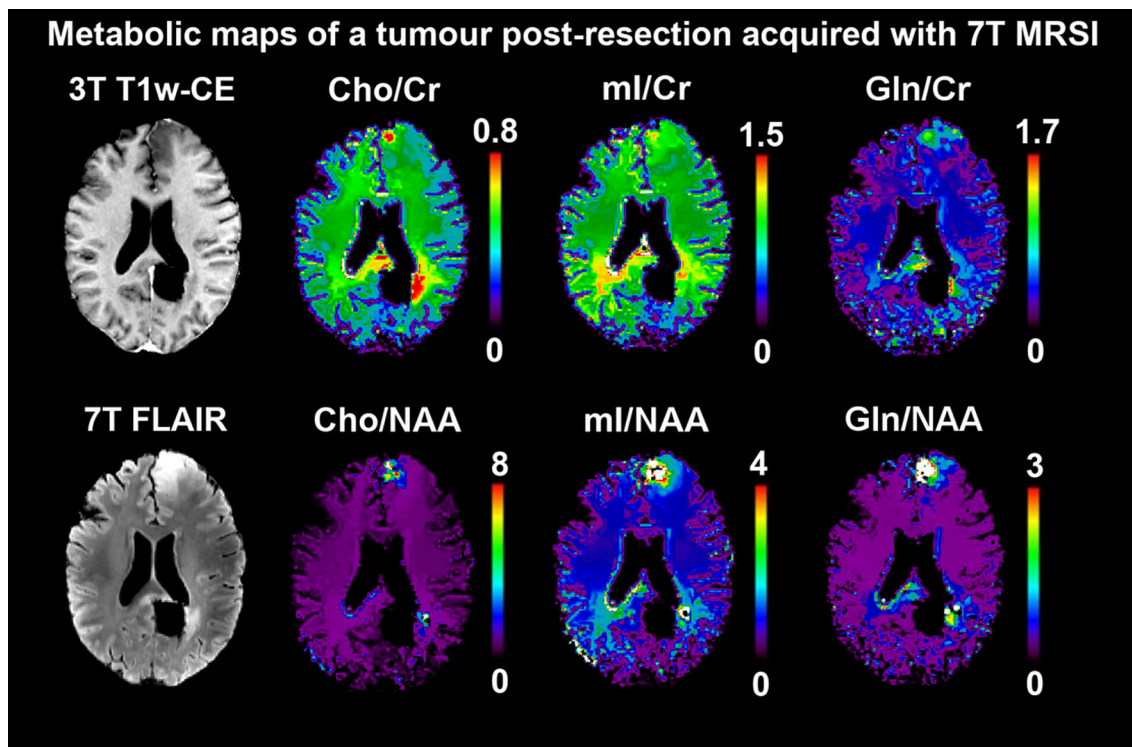 Metabolic maps of a tumour post-resection acquired with 7T MRSI
3T T1w-CE
Cho/Cr
mI/Cr
Gln/Cr
0.8
0
1.5
0
1.7
0
7T FLAIR
Cho/NAA
mI/NAA
Gln/NAA
8
0
4
0
3
0